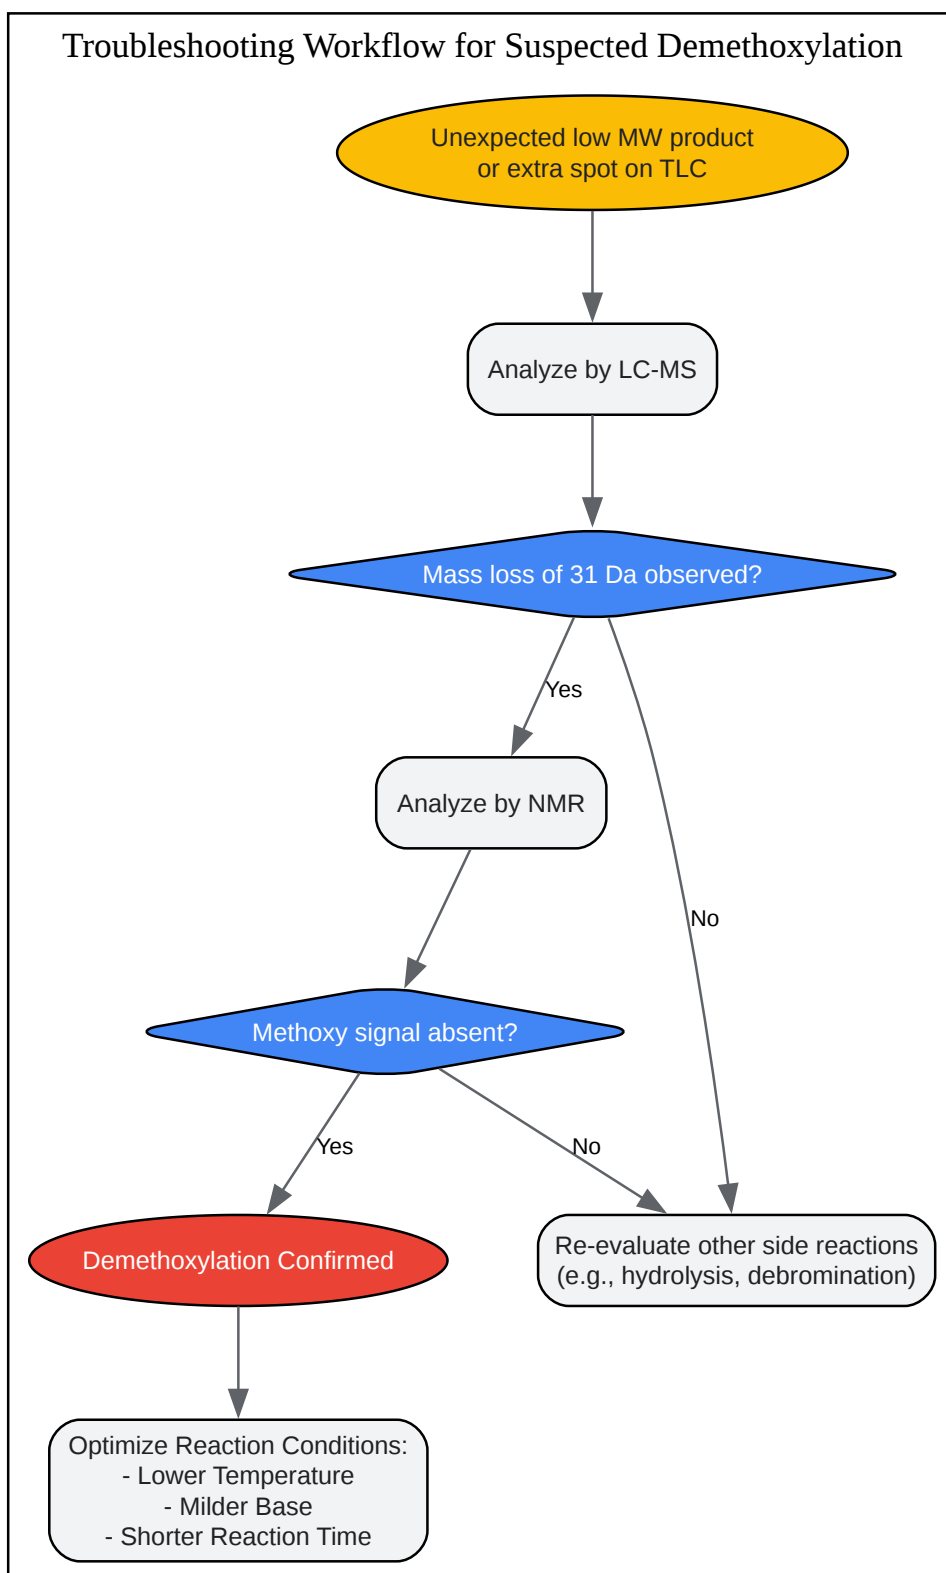 Troubleshooting Workflow for Suspected Demethoxylation
Unexpected low MW product
or extra spot on TLC
Analyze by LC-MS
Mass loss of 31 Da observed?
Yes
Analyze by NMR
No
Methoxy signal absent?
Yes
No
Demethoxylation Confirmed
Re-evaluate other side reactions
(e.g., hydrolysis, debromination)
Optimize Reaction Conditions:
- Lower Temperature
- Milder Base
- Shorter Reaction Time